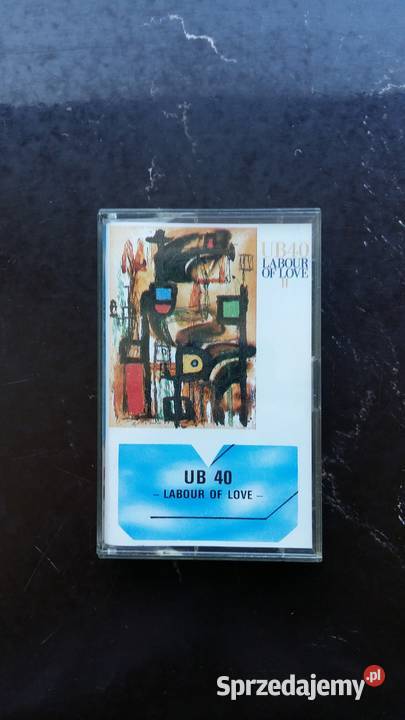 UB40
LABOUR
OF LOVE
II
UB 40
– LABOUR OF LOVE –
Sprzedajemy.pl